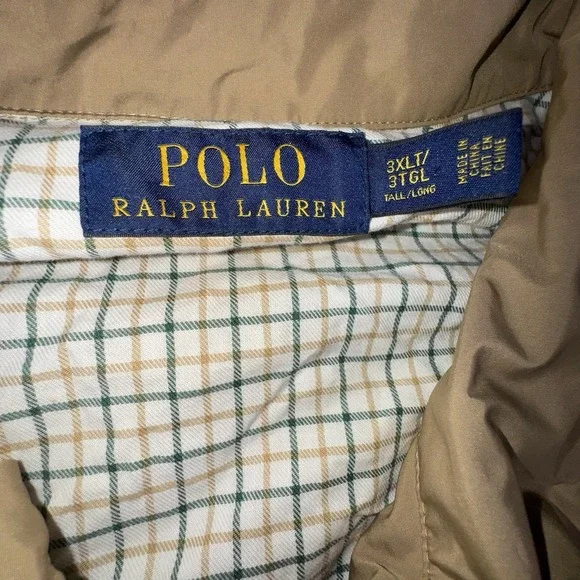 POLO
RALPH LAUREN
3XLT/
3TGL
TALL/LONG
MADE IN
CHINA
FAIT EN
CHINE